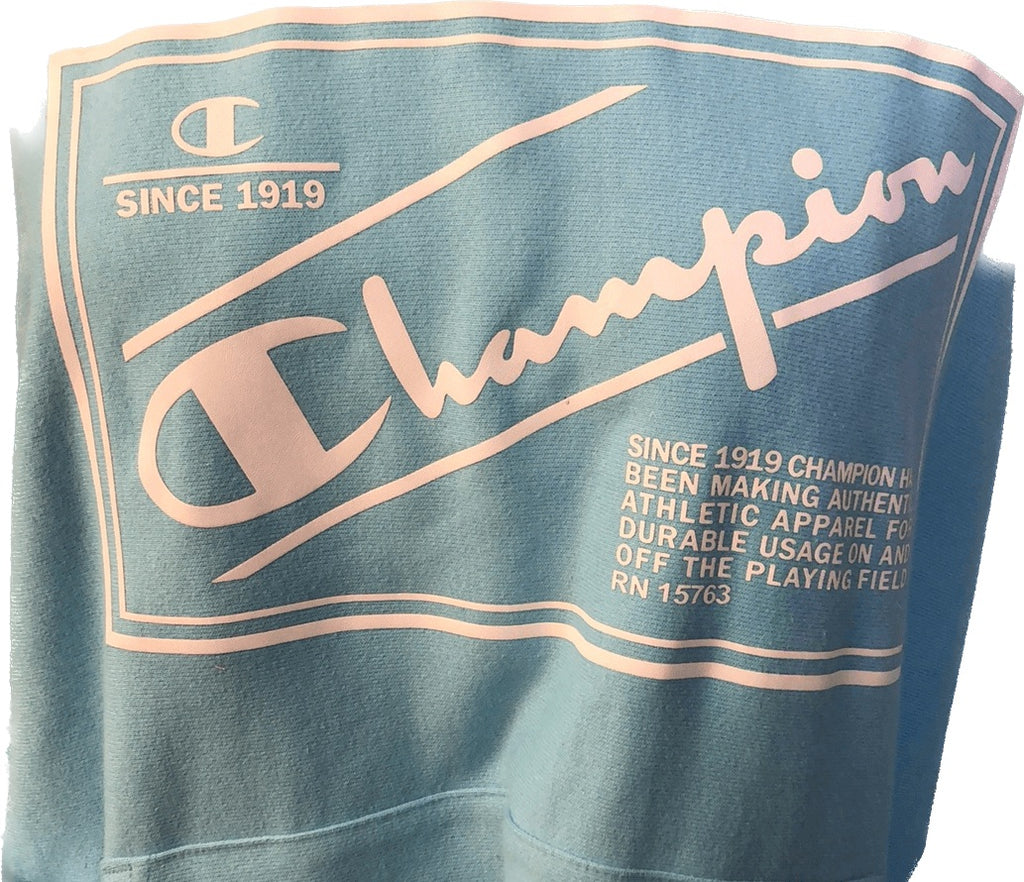 SINCE 1919
Champion
SINCE 1919 CHAMPION
BEEN MAKING
ATHLETIC APPAREL
DURABLE USAGE ON AND
OFF THE PLAYING FIELD
RN 15763